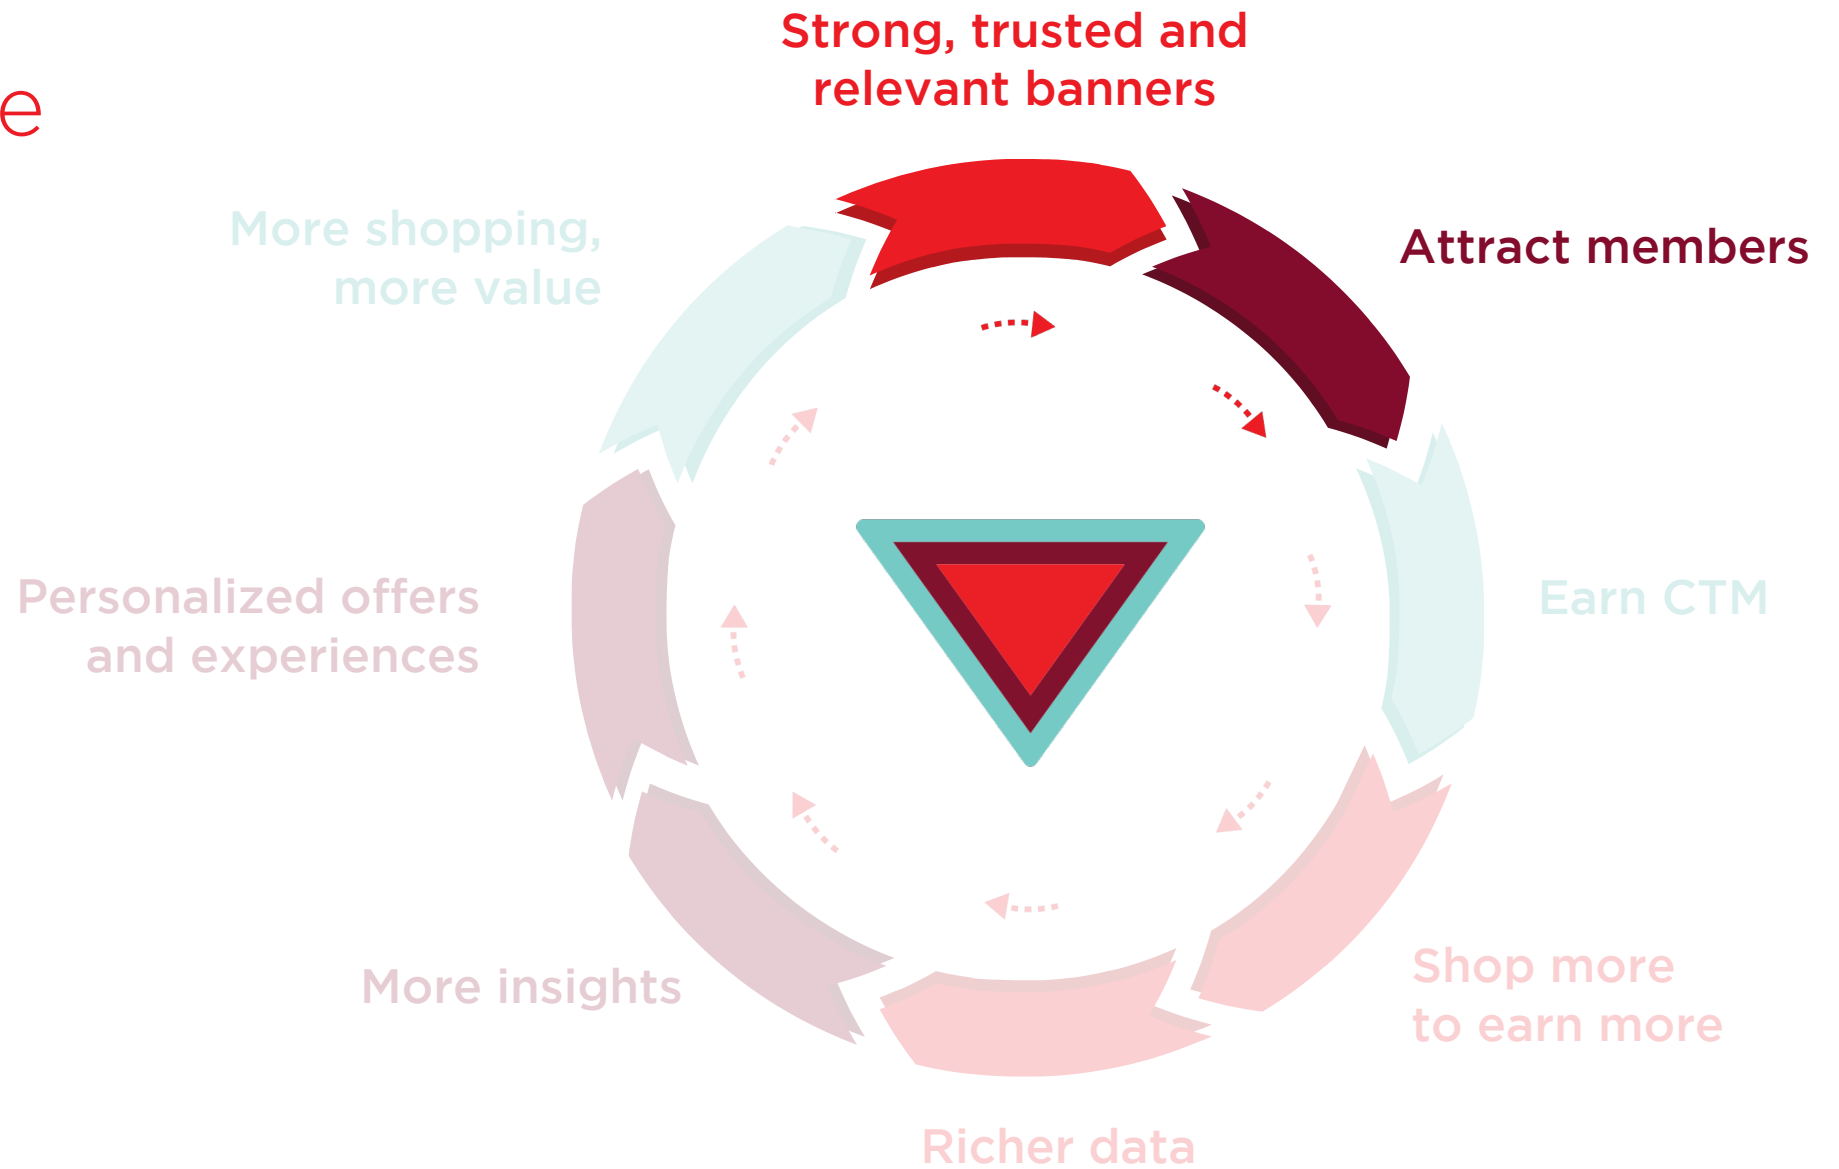 e
Strong, trusted and
relevant banners
Attract members
Earn CTM
Shop more
to earn more
Richer data
More insights
Personalized offers
and experiences
More shopping,
more value